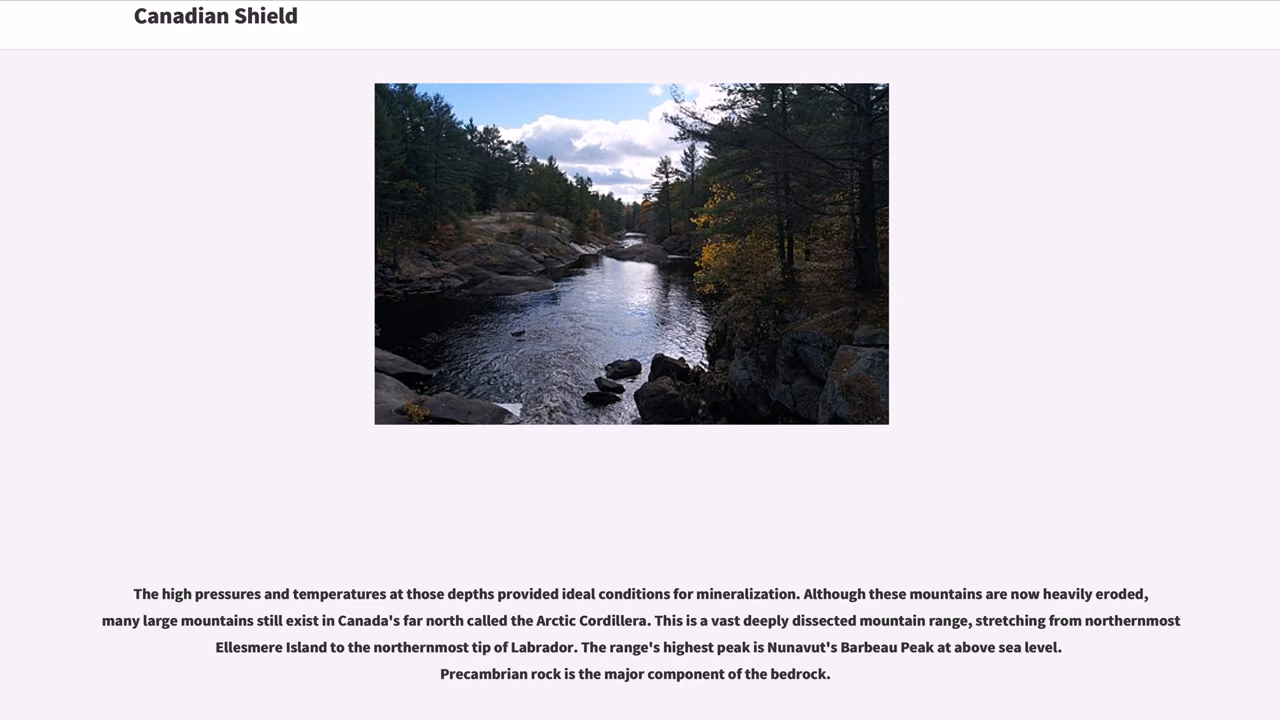 Canadian Shield
The high pressures and temperatures at those depths provided ideal conditions for mineralization. Although these mountains are now heavily eroded,
many large mountains still exist in Canada's far north called the Arctic Cordillera. This is a vast deeply dissected mountain range, stretching from northernmost
Ellesmere Island to the northernmost tip of Labrador. The range's highest peak is Nunavut's Barbeau Peak at above sea level.
Precambrian rock is the major component of the bedrock.